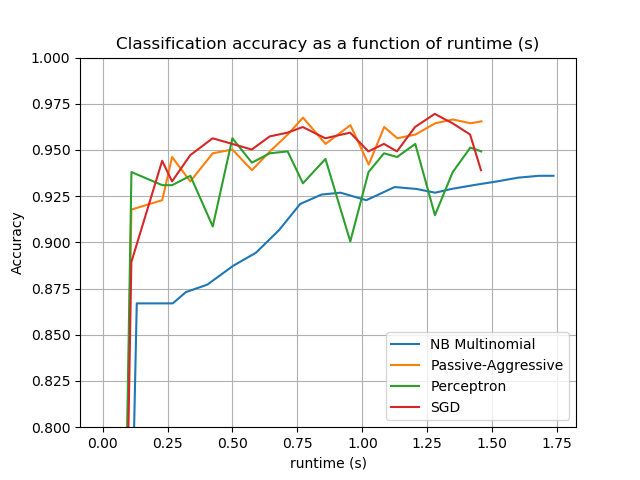 Classification accuracy as a function of runtime (s)
1.000
0.975
0.950
0.925
0.900
0.875
0.850
0.825
0.800
Accuracy
NB Multinomial
Passive-Aggressive
Perceptron
SGD
0.00 0.25 0.50 0.75 1.00 1.25 1.50 1.75
runtime (s)